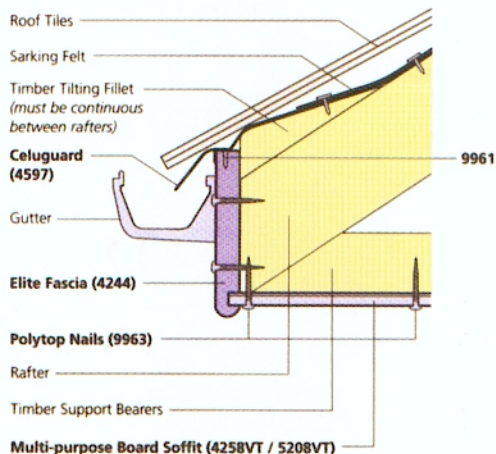 Roof Tiles
Sarking Felt
Timber Tilting Fillet
(must be continuous
between rafters)
Celuguard
(4597)
9961
Gutter
Elite Fascia (4244)
Polytop Nails (9963)
Rafter
Timber Support Bearers
Multi-purpose Board Soffit (4258VT / 5208VT)